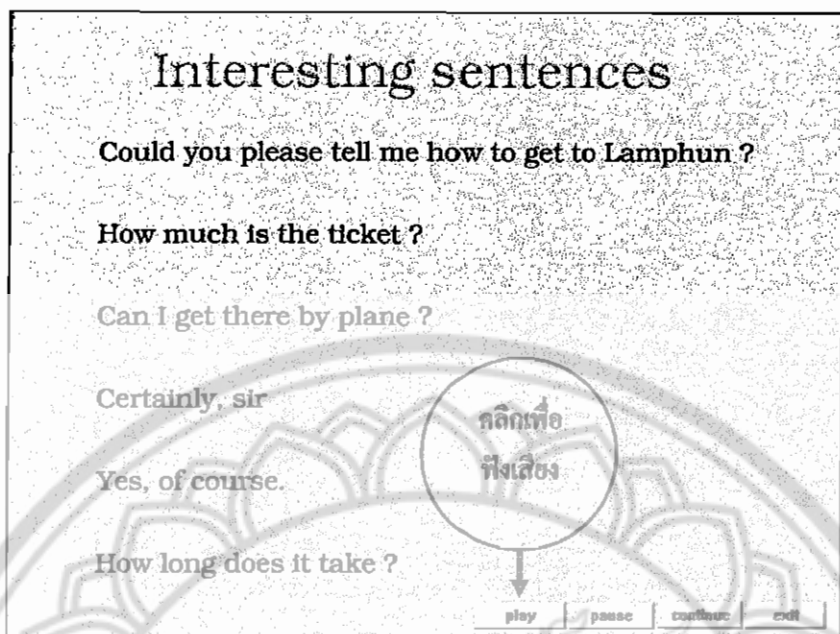 Interesting sentences
Could you please tell me how to get to Lamphun ?
How much is the ticket ?
Can I get there by plane ?
Certainly, sir
คลิกเพื่อ
ฟังเสียง
Yes, of course.
How long does it take ?
play pause continue exit